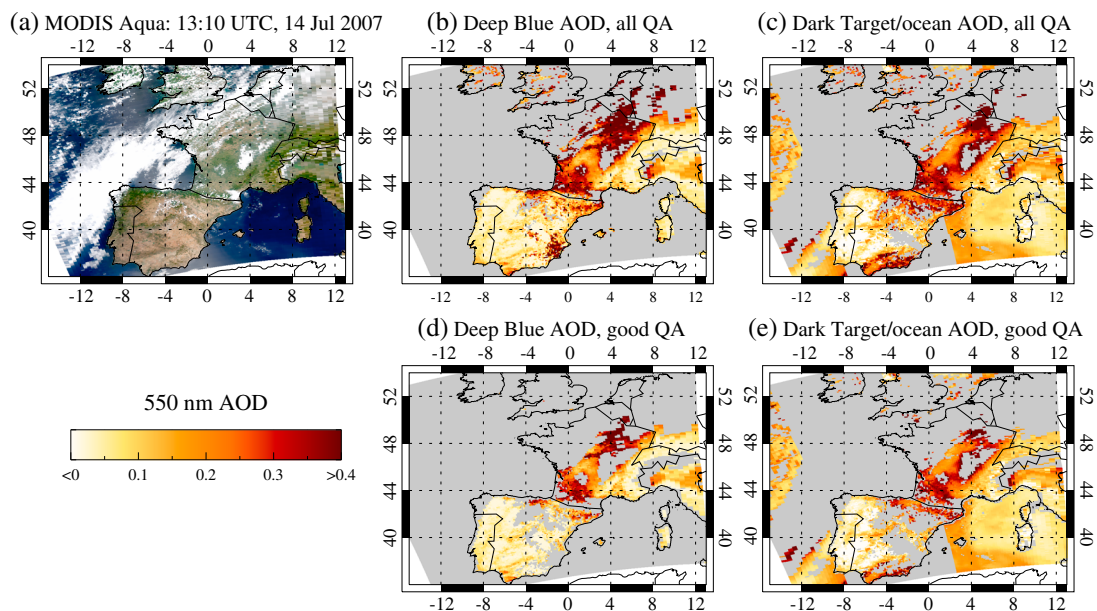 (a) MODIS Aqua: 13:10 UTC, 14 Jul 2007
-12 -8 -4 0 4 8 12
52
48
44
40
52
48
44
40
-12 -8 -4 0 4 8 12
(b) Deep Blue AOD, all QA
-12 -8 -4 0 4 8 12
52
48
44
40
52
48
44
40
-12 -8 -4 0 4 8 12
(c) Dark Target/ocean AOD, all QA
-12 -8 -4 0 4 8 12
52
48
44
40
52
48
44
40
-12 -8 -4 0 4 8 12
550 nm AOD
<0 0.1 0.2 0.3 >0.4
(d) Deep Blue AOD, good QA
-12 -8 -4 0 4 8 12
52
48
44
40
52
48
44
40
-12 -8 -4 0 4 8 12
(e) Dark Target/ocean AOD, good QA
-12 -8 -4 0 4 8 12
52
48
44
40
52
48
44
40
-12 -8 -4 0 4 8 12